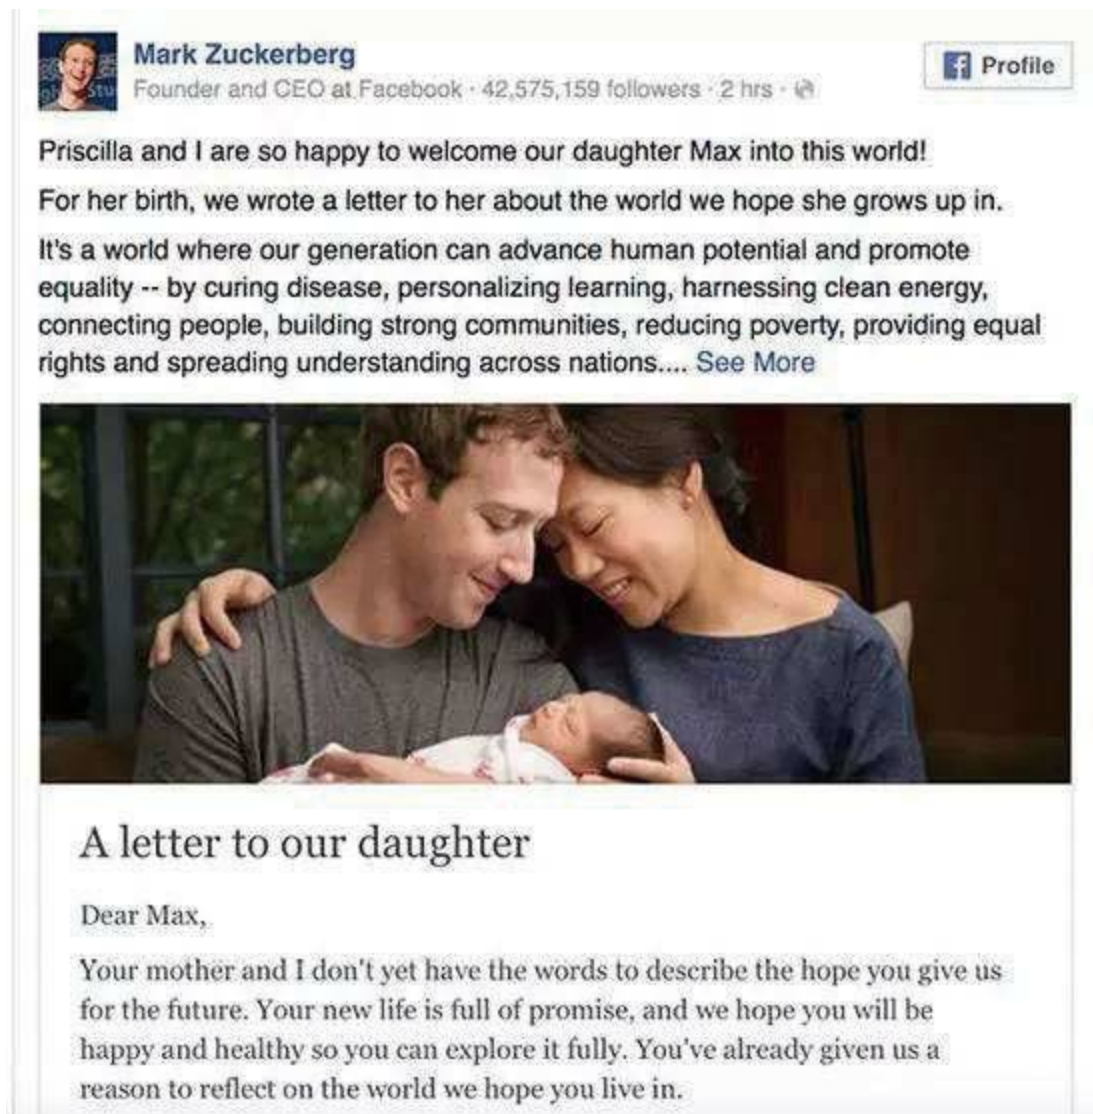 Mark Zuckerberg
Founder and CEO at Facebook · 42,575,159 followers · 2 hrs ·
Profile
Priscilla and I are so happy to welcome our daughter Max into this world!
For her birth, we wrote a letter to her about the world we hope she grows up in.
It's a world where our generation can advance human potential and promote
equality -- by curing disease, personalizing learning, harnessing clean energy,
connecting people, building strong communities, reducing poverty, providing equal
rights and spreading understanding across nations.... See More
A letter to our daughter
Dear Max,
Your mother and I don't yet have the words to describe the hope you give us
for the future. Your new life is full of promise, and we hope you will be
happy and healthy so you can explore it fully. You've already given us a
reason to reflect on the world we hope you live in.